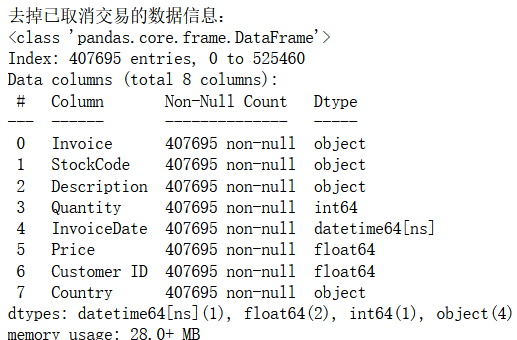 去掉已取消交易的数据信息:
<class 'pandas.core.frame.DataFrame'>
Index: 407695 entries, 0 to 525460
Data columns (total 8 columns):
 #   Column       Non-Null Count   Dtype
---  ------       --------------   -----
 0   Invoice      407695 non-null  object
 1   StockCode    407695 non-null  object
 2   Description  407695 non-null  object
 3   Quantity     407695 non-null  int64
 4   InvoiceDate  407695 non-null  datetime64[ns]
 5   Price        407695 non-null  float64
 6   Customer ID  407695 non-null  float64
 7   Country      407695 non-null  object
dtypes: datetime64[ns](1), float64(2), int64(1), object(4)
memory usage: 28.0+ MB